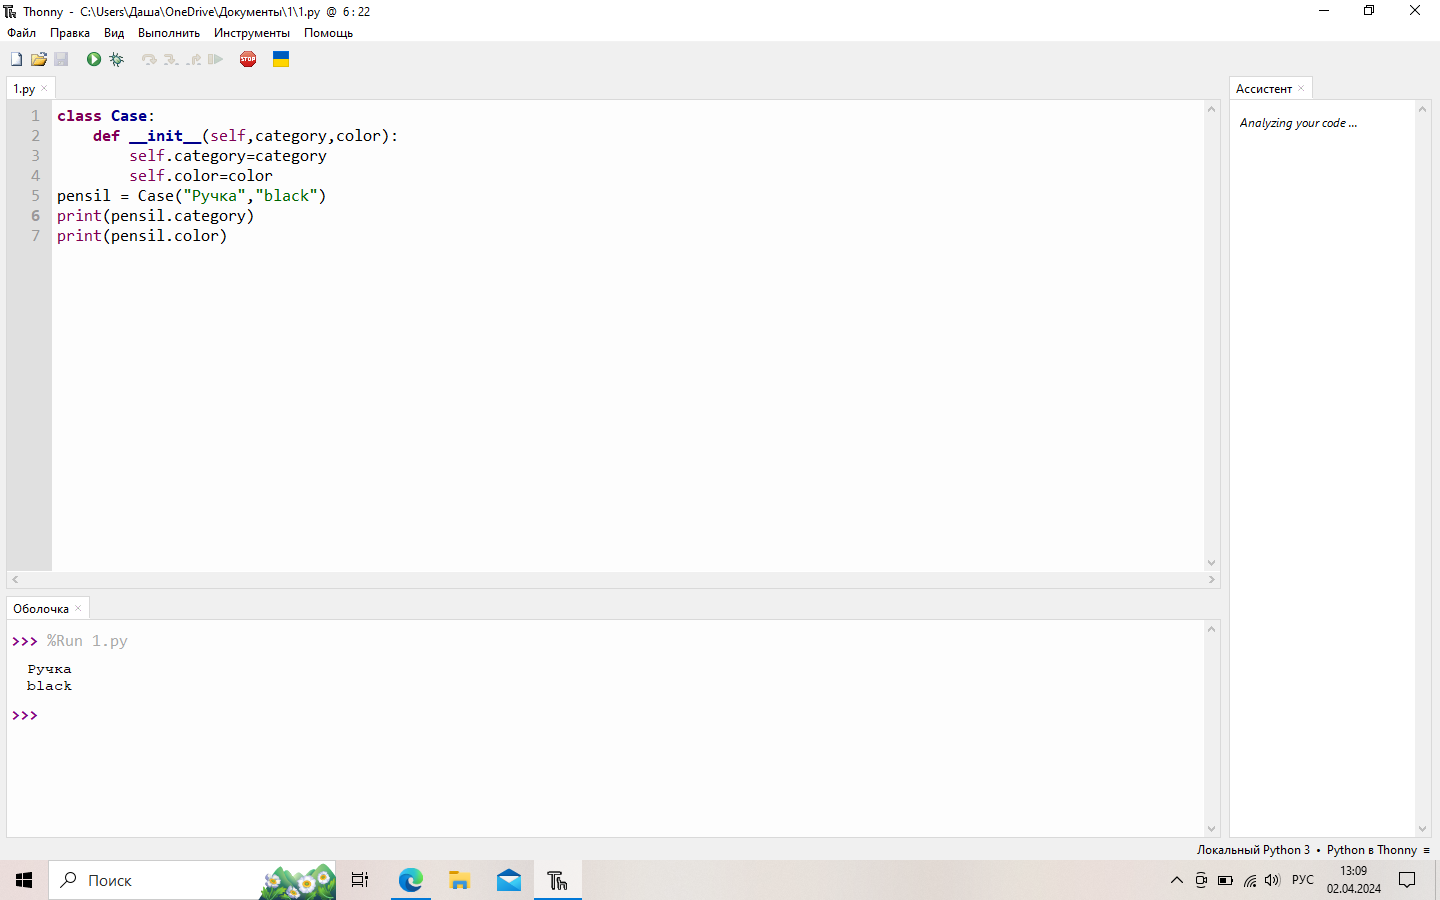 Thonny - C:\Users\Даша\OneDrive\Документы\1\1.py @ 6:22
Файл Правка Вид Выполнить Инструменты Помощь
STOP
1.py
1 class Case:
2     def __init__(self,category,color):
3         self.category=category
4         self.color=color
5 pensil = Case("Ручка","black")
6 print(pensil.category)
7 print(pensil.color)
Ассистент
Analyzing your code ...
Оболочка
>>> %Run 1.py
Ручка
black
>>>
Локальный Python 3 • Python в Thonny ≡
Поиск
РУС
13:09
02.04.2024